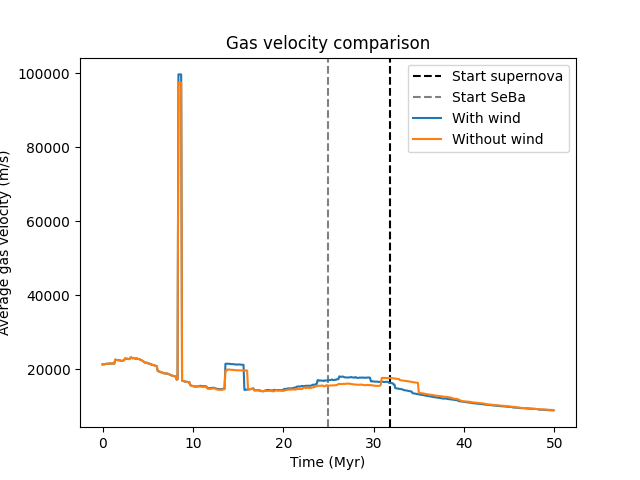 Gas velocity comparison
Average gas velocity (m/s)
100000
80000
60000
40000
20000
0
10
20
30
40
50
Time (Myr)
Start supernova
Start SeBa
With wind
Without wind